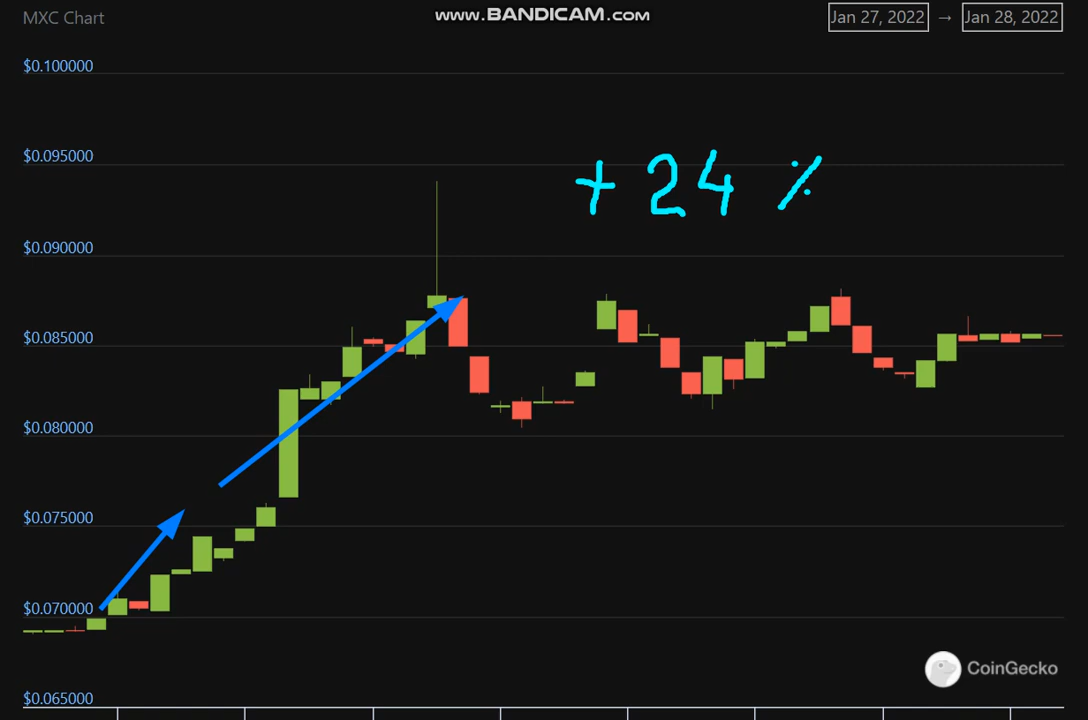 MXC Chart
www.BANDICAM.com
Jan 27, 2022 → Jan 28, 2022
$0.100000
$0.095000
+24 %
$0.090000
$0.085000
$0.080000
$0.075000
$0.070000
CoinGecko
$0.065000